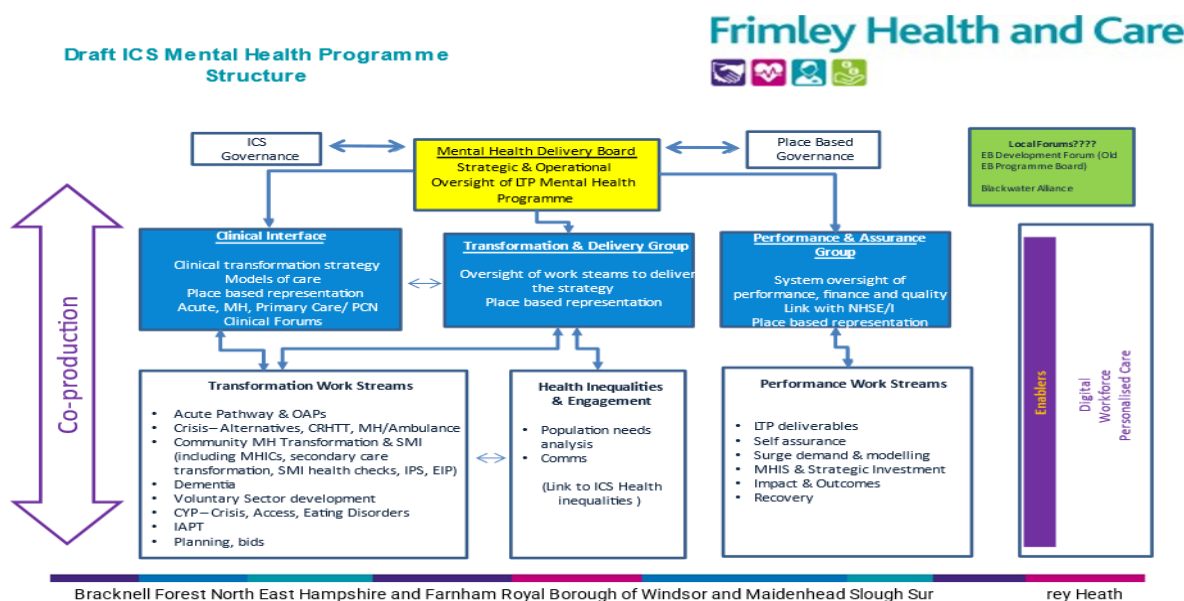 Frimley Health and Care
Draft ICS Mental Health Programme
Structure
ICS
Governance
Mental Health Delivery Board
Strategic & Operational
Oversight of LTP Mental Health
Programme
Place Based
Governance
Local Forums????
EB Development Forum (Old
EB Programme Board)
Blackwater Alliance
Co-production
Clinical Interface
Clinical transformation strategy
Models of care
Place based representation
Acute, MH, Primary Care/ PCN
Clinical Forums
Transformation & Delivery Group
Oversight of work steams to deliver
the strategy
Place based representation
Performance & Assurance
Group
System oversight of
performance, finance and quality
Link with NHSE/I
Place based representation
Transformation Work Streams
• Acute Pathway & OAPs
• Crisis– Alternatives, CRHTT, MH/Ambulance
• Community MH Transformation & SMI
(including MHICs, secondary care
transformation, SMI health checks, IPS, EIP)
• Dementia
• Voluntary Sector development
• CYP– Crisis, Access, Eating Disorders
• IAPT
• Planning, bids
Health Inequalities
& Engagement
• Population needs
analysis
• Comms
(Link to ICS Health
inequalities )
Performance Work Streams
• LTP deliverables
• Self assurance
• Surge demand & modelling
• MHIS & Strategic Investment
• Impact & Outcomes
• Recovery
Enablers
Digital
Workforce
Personalised Care
Bracknell Forest North East Hampshire and Farnham Royal Borough of Windsor and Maidenhead Slough Sur rey Heath